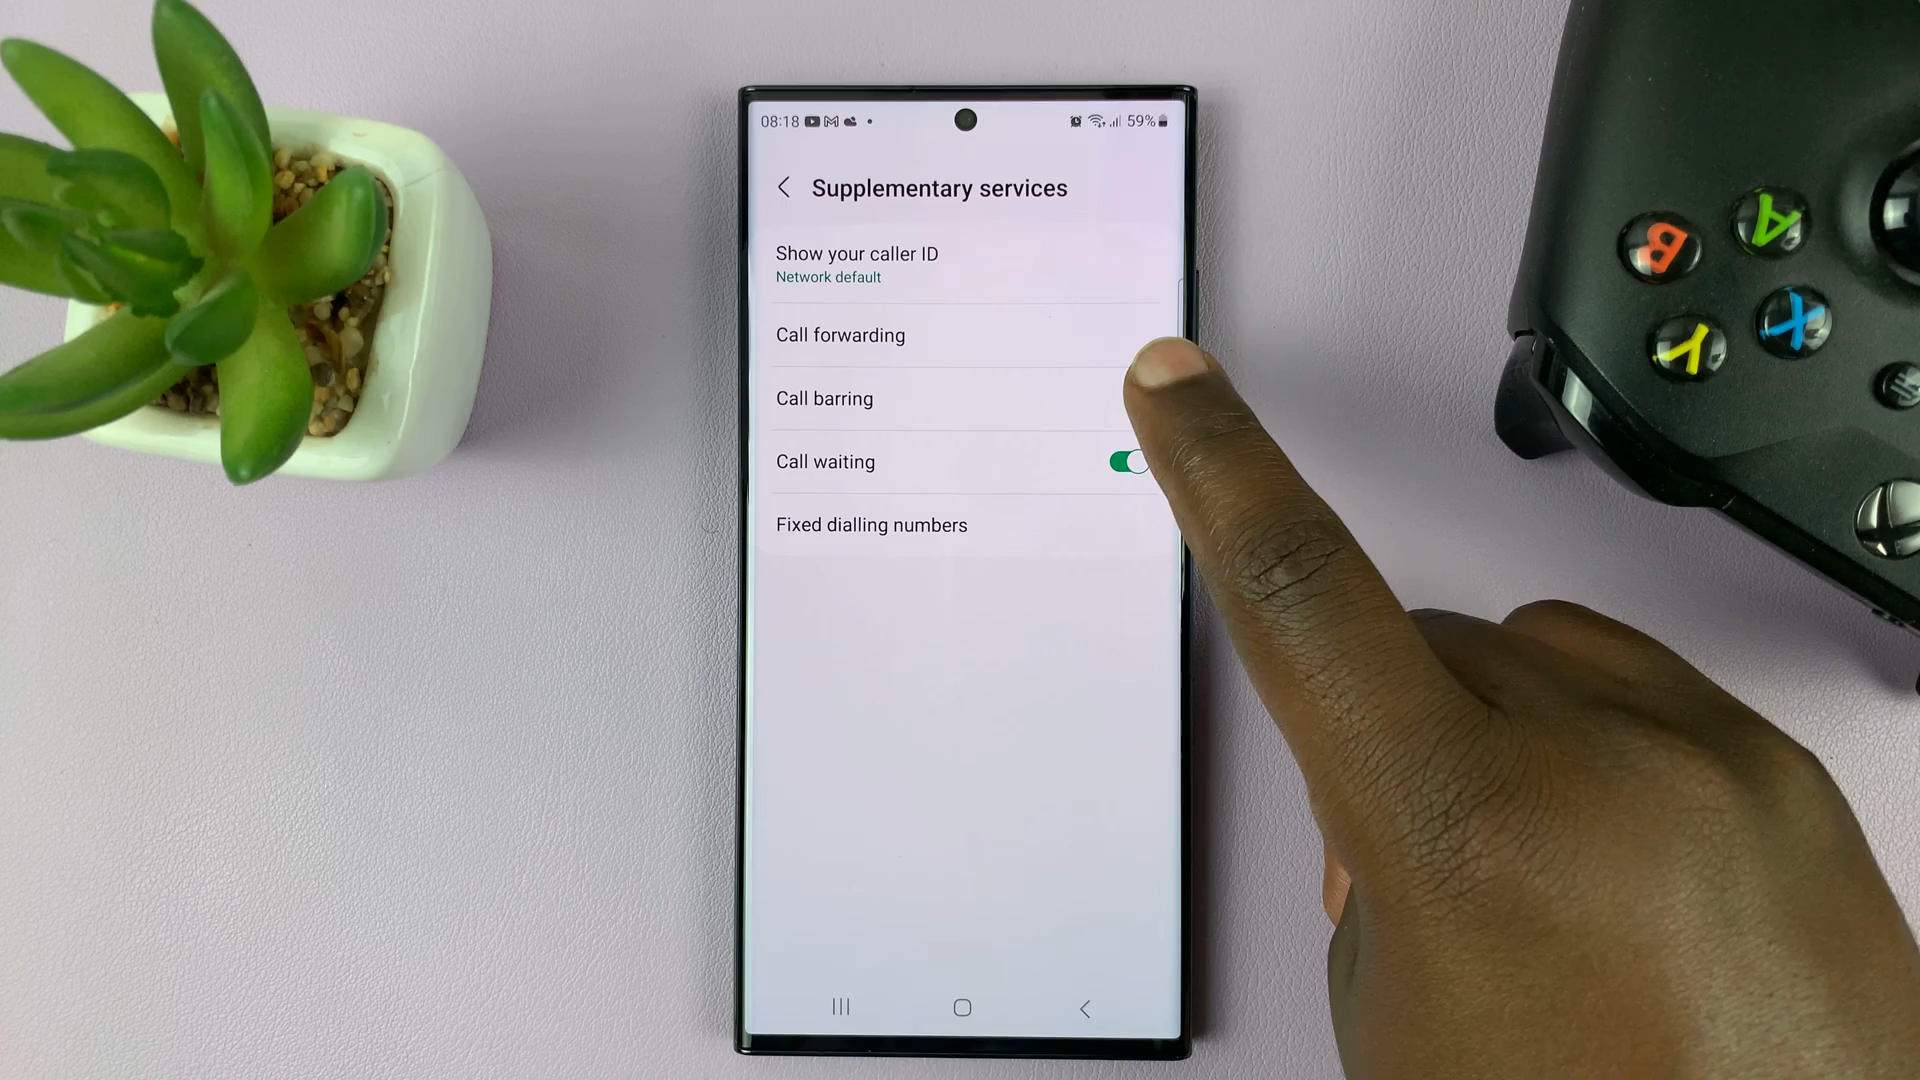 08:18
59%
Supplementary services
Show your caller ID
Network default
Call forwarding
Call barring
Call waiting
Fixed dialling numbers
B
A
Y
X